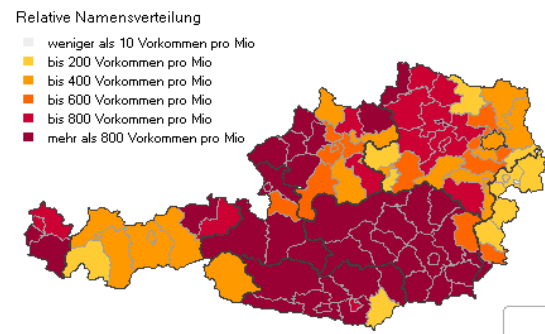 Relative Namensverteilung
weniger als 10 Vorkommen pro Mio
bis 200 Vorkommen pro Mio
bis 400 Vorkommen pro Mio
bis 600 Vorkommen pro Mio
bis 800 Vorkommen pro Mio
mehr als 800 Vorkommen pro Mio